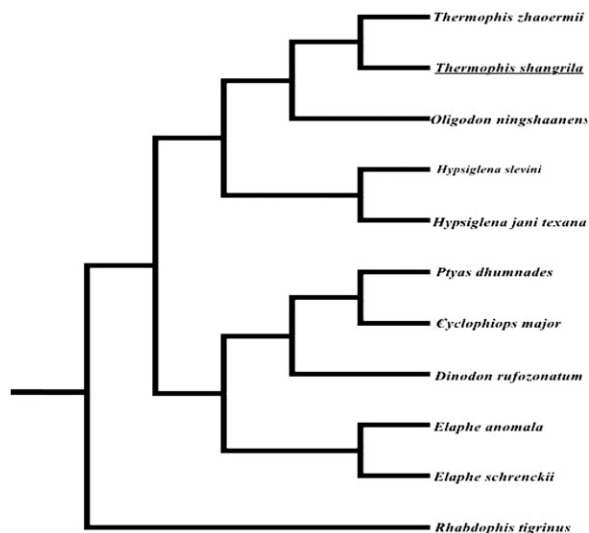 Thermophis zhaoermii
Thermophis shangrila
Oligodon ningshaanens
Hypsiglena slevini
Hypsiglena jani texana
Ptyas dhumnades
Cyclophiops major
Dinodon rufozonatum
Elaphe anomala
Elaphe schrenckii
Rhabdophis tigrinus